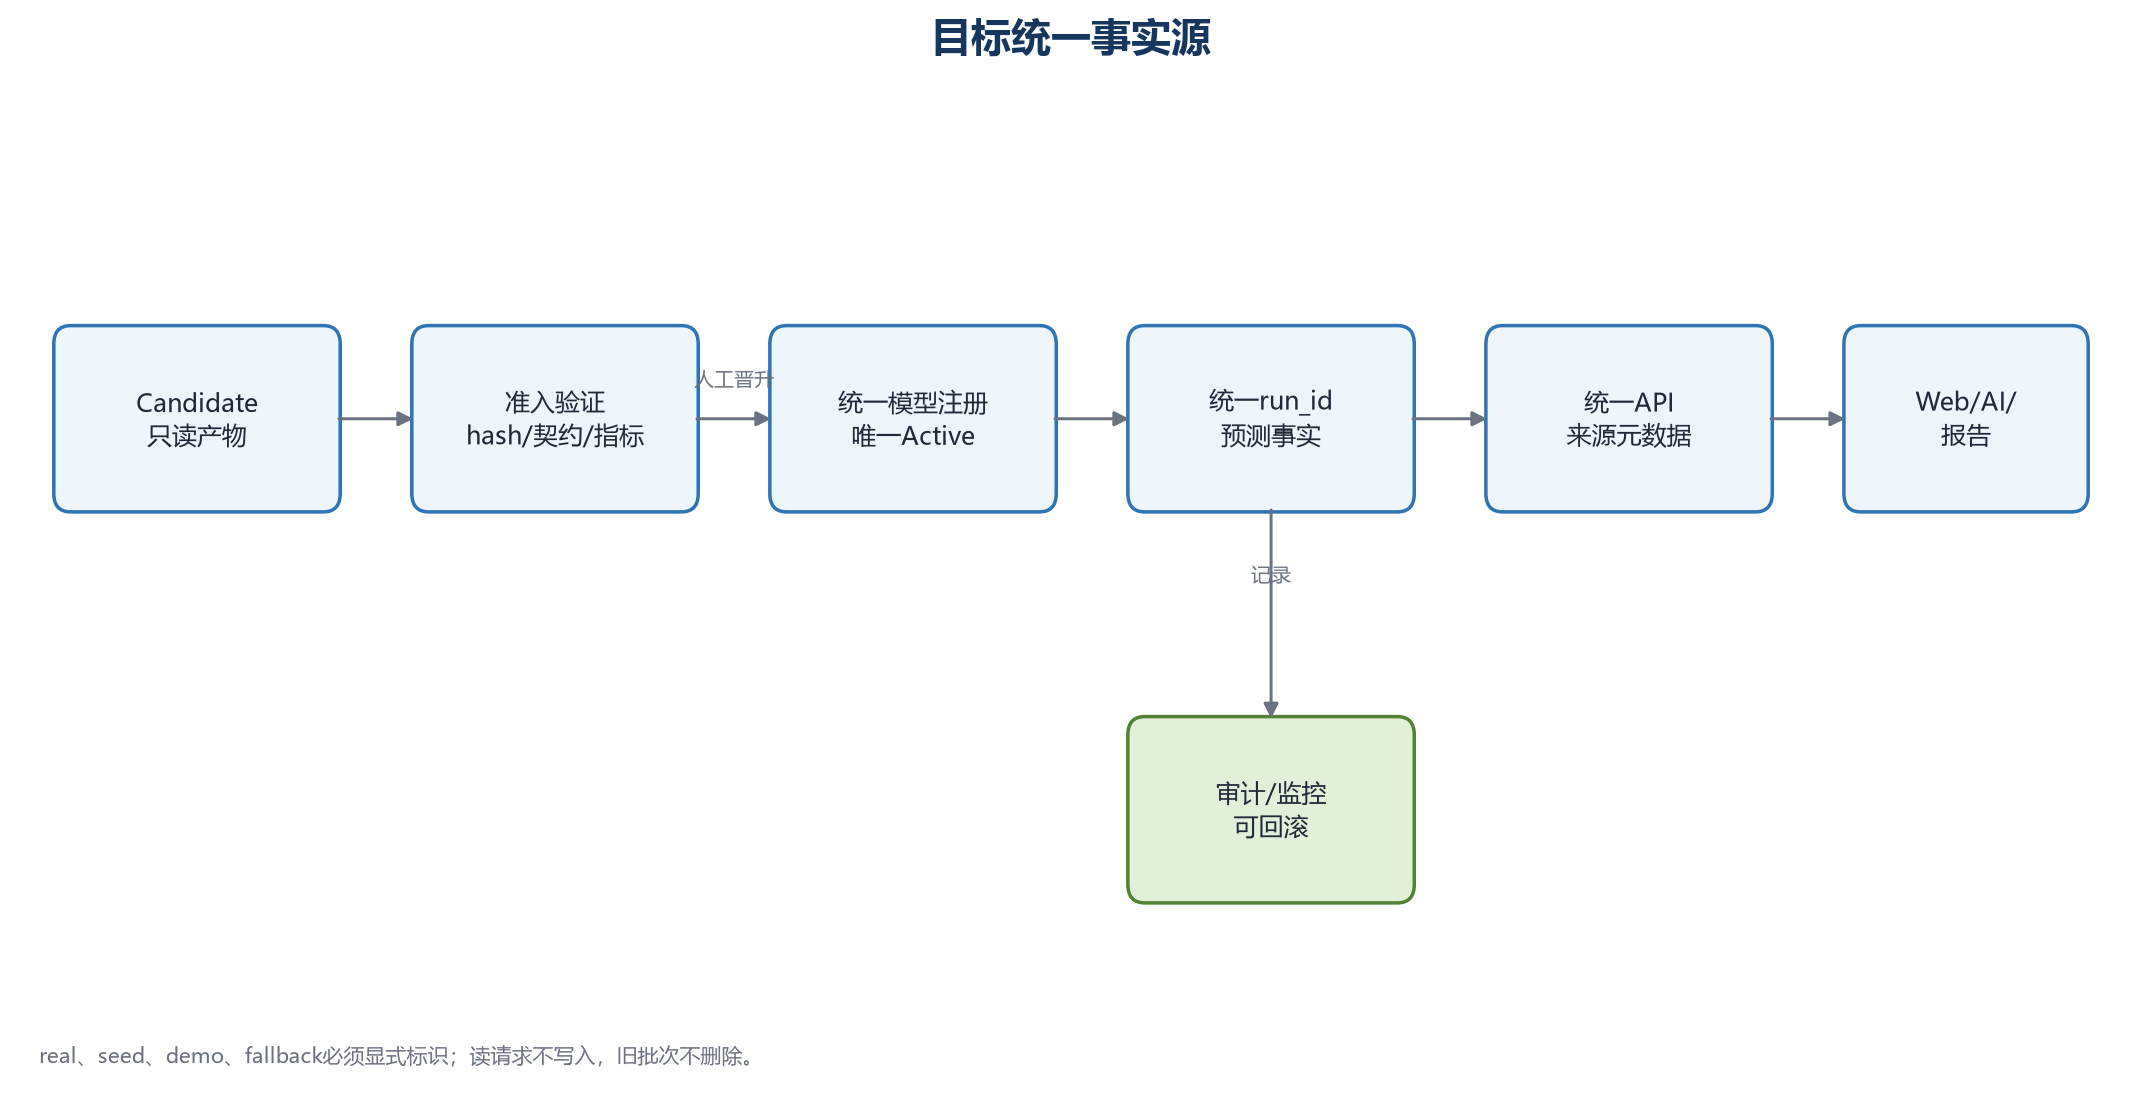 目标统一事实源
Candidate
只读产物
准入验证
hash/契约/指标
人工晋升
统一模型注册
唯一Active
统一run_id
预测事实
统一API
来源元数据
Web/AI/
报告
记录
审计/监控
可回滚
real、seed、demo、fallback必须显式标识；读请求不写入，旧批次不删除。